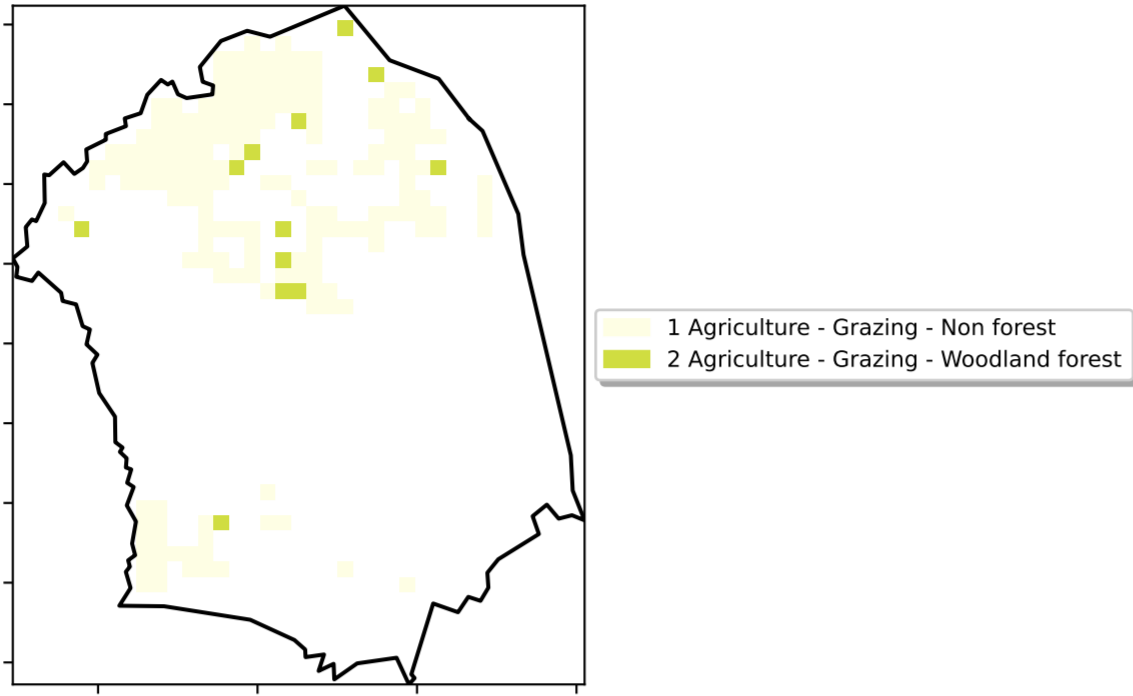 1 Agriculture - Grazing - Non forest
2 Agriculture - Grazing - Woodland forest